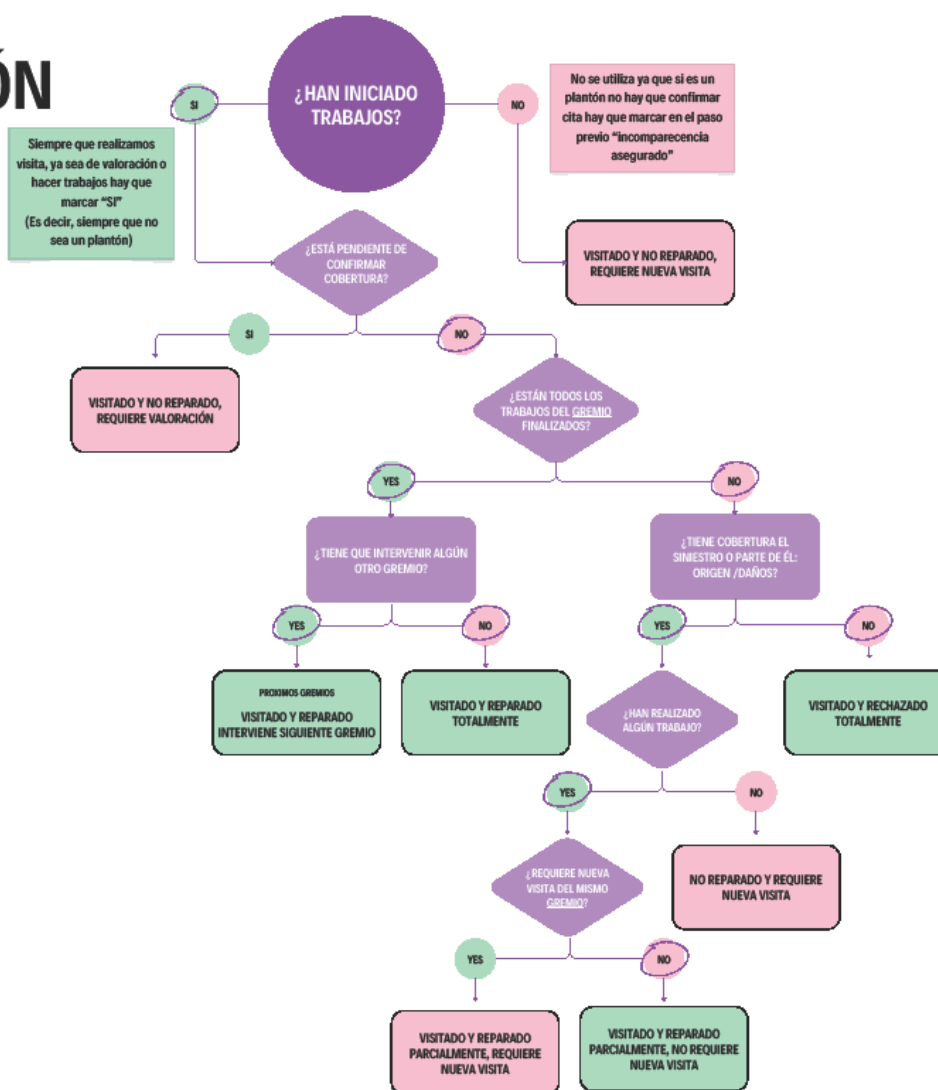 ÓN
¿HAN INICIADO
TRABAJOS?
SI
NO
No se utiliza ya que si es un
plantón no hay que confirmar
cita hay que marcar en el paso
previo “incomparecencia
asegurado”
Siempre que realizamos
visita, ya sea de valoración o
hacer trabajos hay que
marcar “SI”
(Es decir, siempre que no
sea un plantón)
¿ESTÁ PENDIENTE DE
CONFIRMAR
COBERTURA?
VISITADO Y NO REPARADO,
REQUIERE NUEVA VISITA
SI
NO
VISITADO Y NO REPARADO,
REQUIERE VALORACIÓN
¿ESTÁN TODOS LOS
TRABAJOS DEL GREMIO
FINALIZADOS?
YES
NO
¿TIENE QUE INTERVENIR ALGÚN
OTRO GREMIO?
¿TIENE COBERTURA EL
SINIESTRO O PARTE DE ÉL:
ORIGEN /DAÑOS?
YES
NO
YES
NO
PROXIMOS GREMIOS
VISITADO Y REPARADO
INTERVIENE SIGUIENTE GREMIO
VISITADO Y REPARADO
TOTALMENTE
¿HAN REALIZADO
ALGÚN TRABAJO?
VISITADO Y RECHAZADO
TOTALMENTE
YES
NO
¿REQUIERE NUEVA
VISITA DEL MISMO
GREMIO?
NO REPARADO Y REQUIERE
NUEVA VISITA
YES
NO
VISITADO Y REPARADO
PARCIALMENTE, REQUIERE
NUEVA VISITA
VISITADO Y REPARADO
PARCIALMENTE, NO REQUIERE
NUEVA VISITA